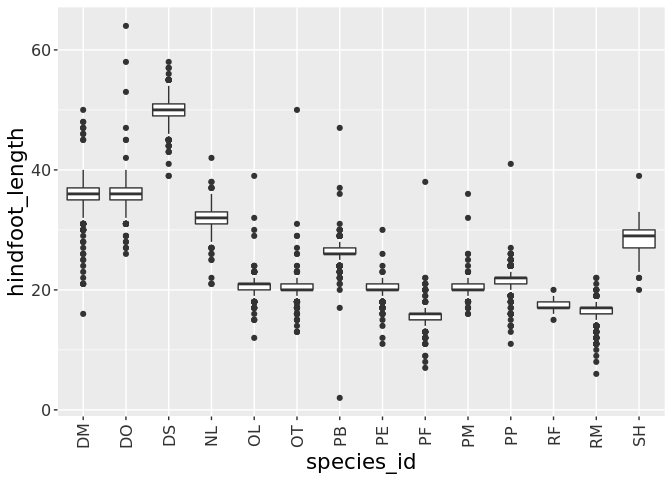 hindfoot_length
60
40
20
0
DM DO DS NL OL OT PB PE PF PM PP RF RM SH
species_id